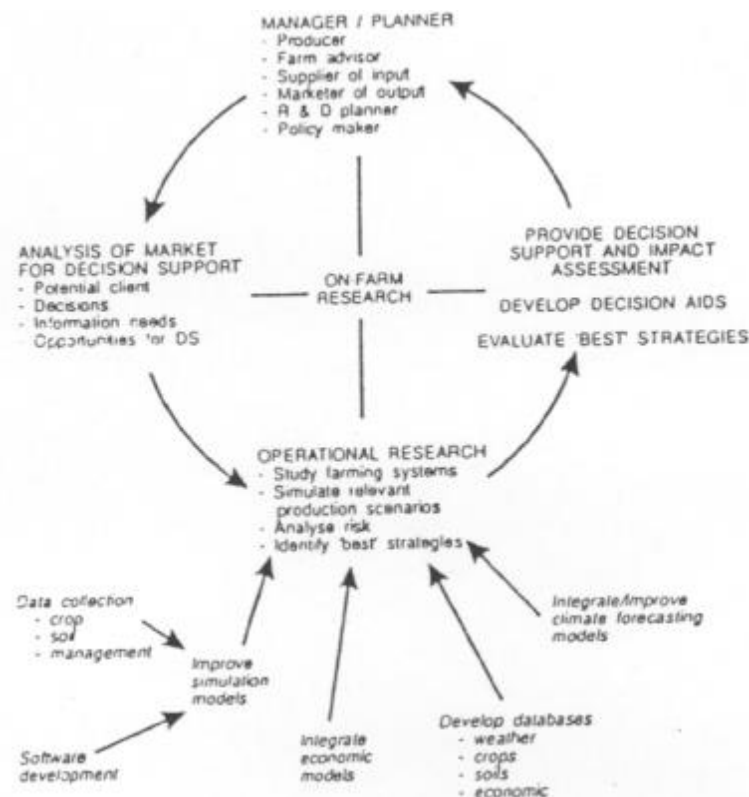 MANAGER / PLANNER
- Producer
- Farm advisor
- Supplier of input
- Marketer of output
- R & D planner
- Policy maker
ANALYSIS OF MARKET
FOR DECISION SUPPORT
- Potential client
- Decisions
- Information needs
- Opportunities for DS
ON-FARM
RESEARCH
PROVIDE DECISION
SUPPORT AND IMPACT
ASSESSMENT
DEVELOP DECISION AIDS
EVALUATE 'BEST' STRATEGIES
OPERATIONAL RESEARCH
- Study farming systems
- Simulate relevant
production scenarios
- Analyse risk
- Identify 'best' strategies
Data collection
- crop
- soil
- management
Improve
simulation
models
Software
development
Integrate
economic
models
Develop databases
- weather
- crops
- soils
- economic
Integrate/improve
climate forecasting
models